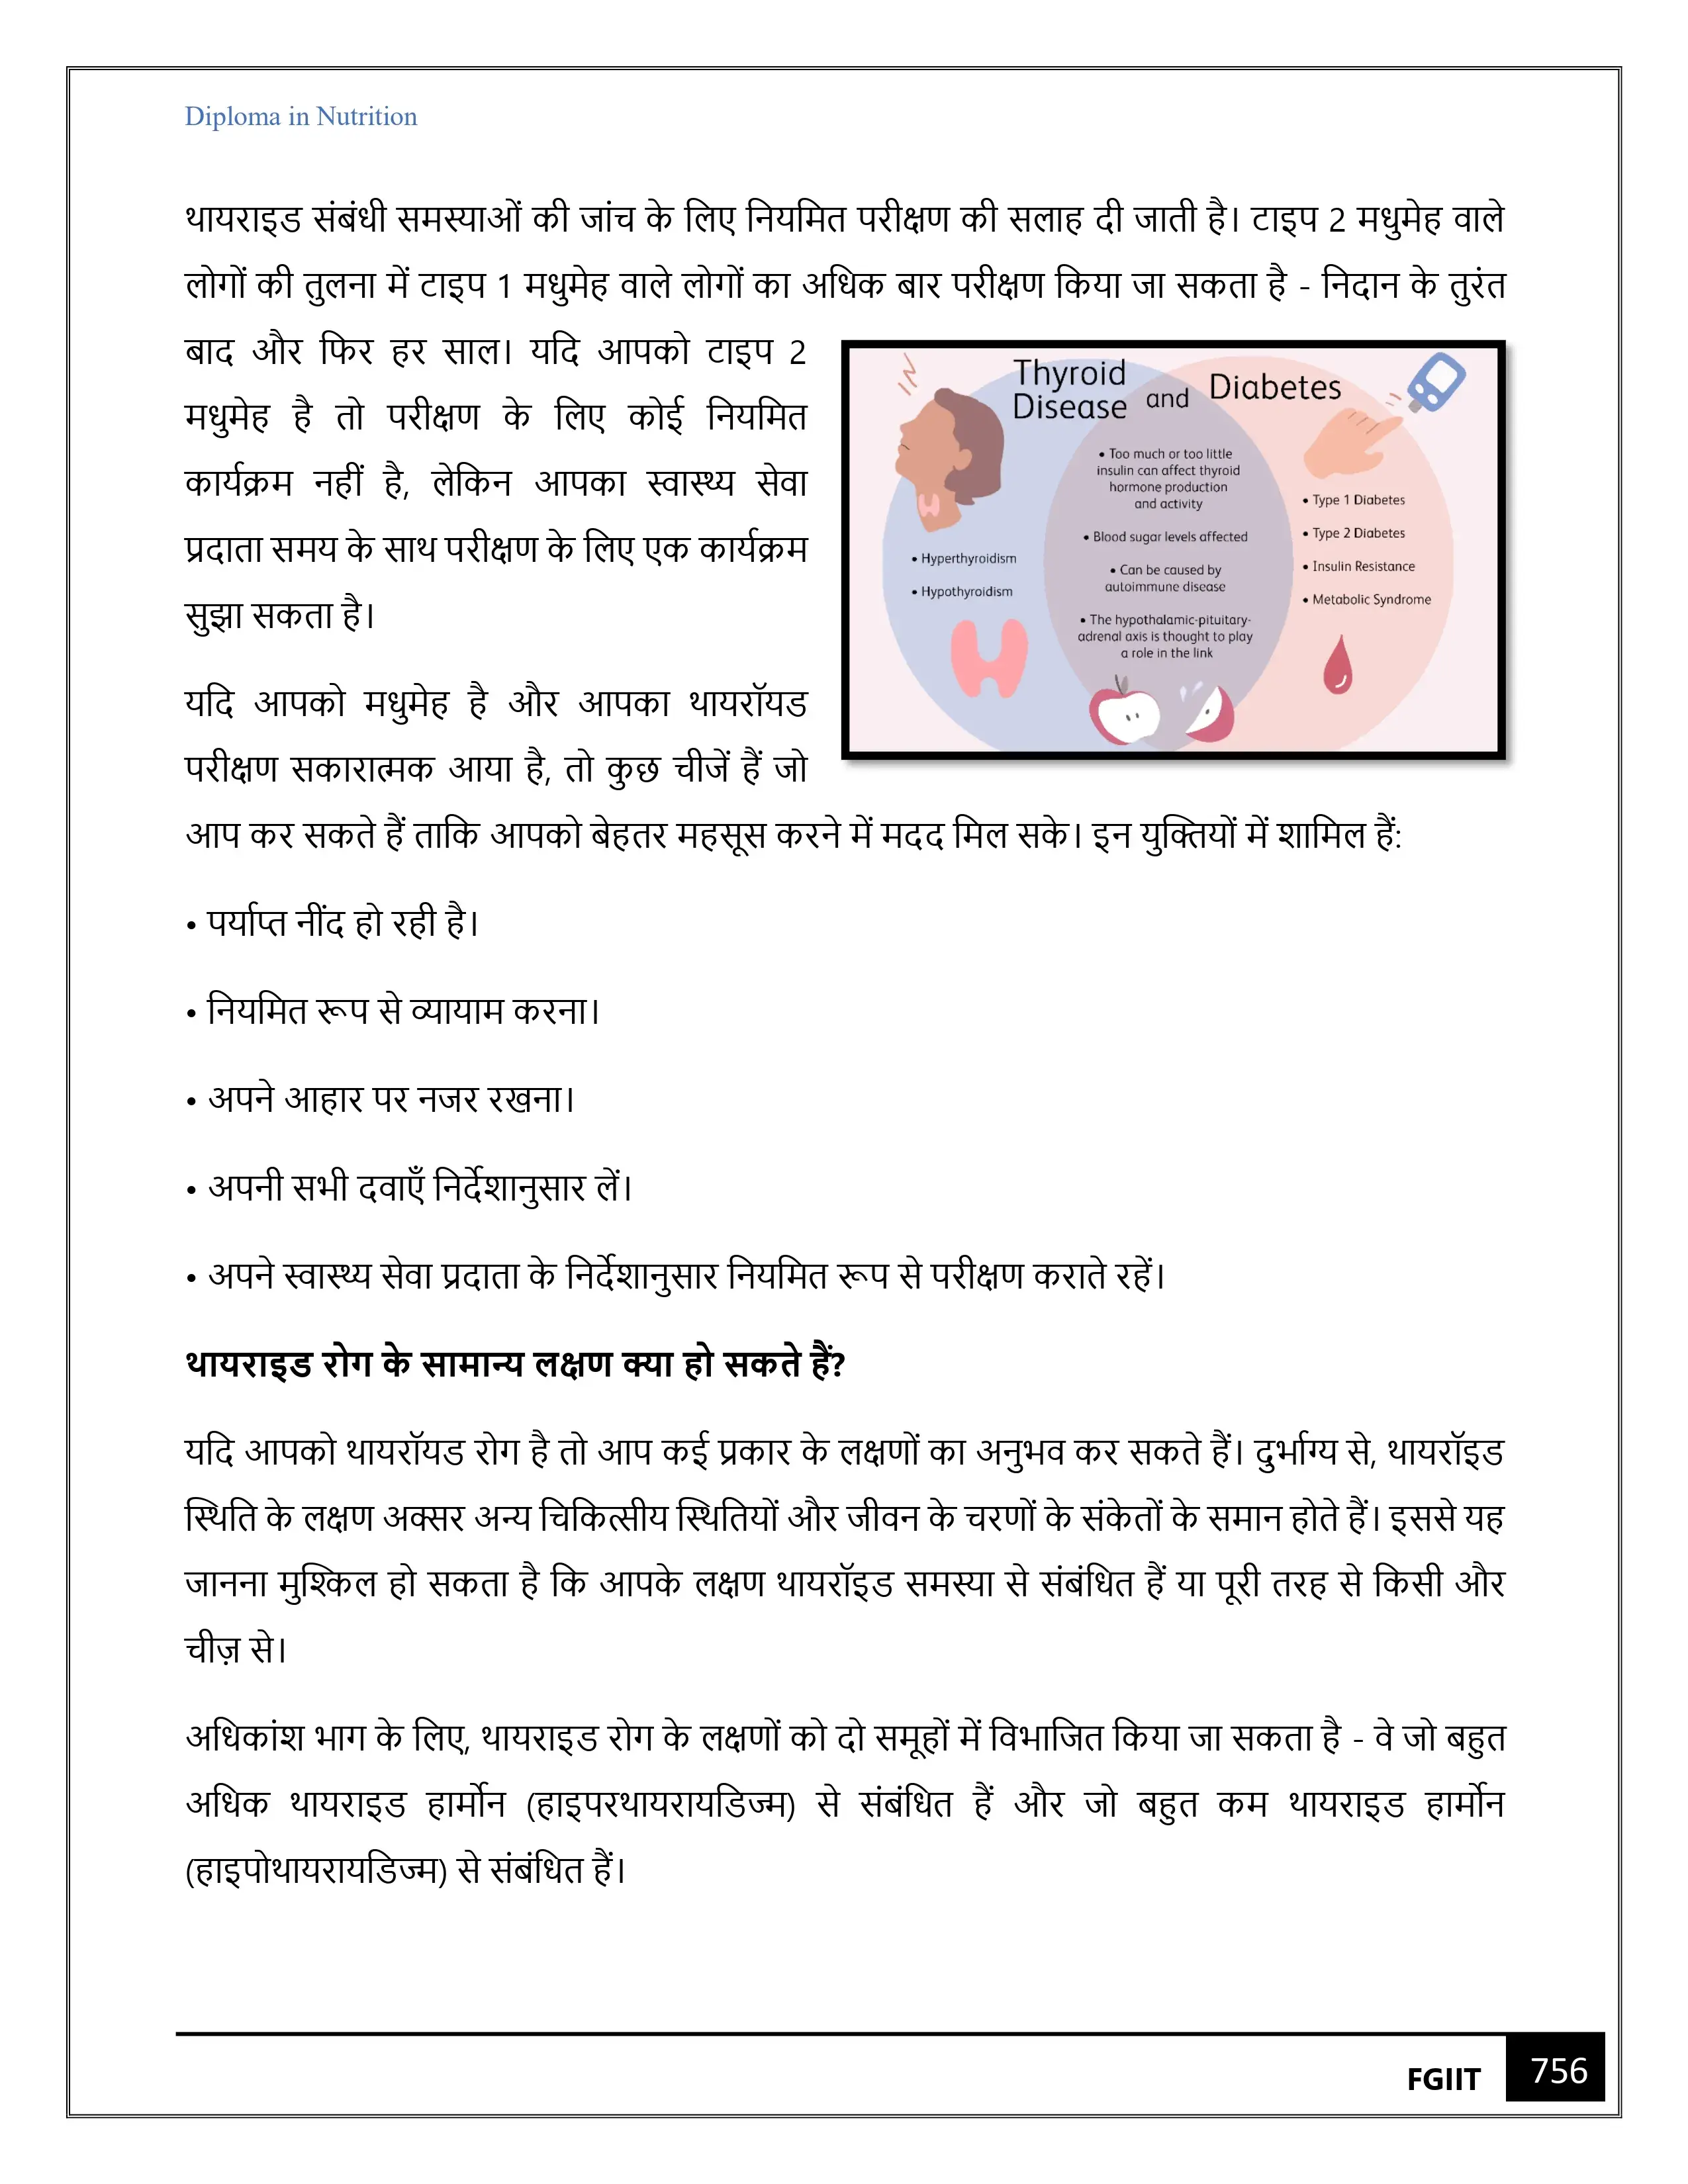 Diploma in Nutrition
थायराइड संबंधी समस्याओं की जांच के लिए नियमित परीक्षण की सलाह दी जाती है। टाइप 2 मधुमेह वाले
लोगों की तुलना में टाइप 1 मधुमेह वाले लोगों का अधिक बार परीक्षण किया जा सकता है - निदान के तुरंत
बाद और फिर हर साल। यदि आपको टाइप 2
मधुमेह है तो परीक्षण के लिए कोई नियमित
कार्यक्रम नहीं है, लेकिन आपका स्वास्थ्य सेवा
प्रदाता समय के साथ परीक्षण के लिए एक कार्यक्रम
सुझा सकता है।
यदि आपको मधुमेह है और आपका थायरॉयड
परीक्षण सकारात्मक आया है, तो कुछ चीजें हैं जो
आप कर सकते हैं ताकि आपको बेहतर महसूस करने में मदद मिल सके। इन युक्तियों में शामिल हैं:
Thyroid
Disease
and
Diabetes
• Hyperthyroidism
• Hypothyroidism
• Too much or too little
insulin can affect thyroid
hormone production
and activity
• Blood sugar levels affected
• Can be caused by
autoimmune disease
• The hypothalamic-pituitary-
adrenal axis is thought to play
a role in the link
• Type 1 Diabetes
• Type 2 Diabetes
• Insulin Resistance
• Metabolic Syndrome
• पर्याप्त नींद हो रही है।
• नियमित रूप से व्यायाम करना।
• अपने आहार पर नजर रखना।
• अपनी सभी दवाएँ निर्देशानुसार लें।
• अपने स्वास्थ्य सेवा प्रदाता के निर्देशानुसार नियमित रूप से परीक्षण कराते रहें।
थायराइड रोग के सामान्य लक्षण क्या हो सकते हैं?
यदि आपको थायरॉयड रोग है तो आप कई प्रकार के लक्षणों का अनुभव कर सकते हैं। दुर्भाग्य से, थायरॉइड
स्थिति के लक्षण अक्सर अन्य चिकित्सीय स्थितियों और जीवन के चरणों के संकेतों के समान होते हैं। इससे यह
जानना मुश्किल हो सकता है कि आपके लक्षण थायरॉइड समस्या से संबंधित हैं या पूरी तरह से किसी और
चीज़ से।
अधिकांश भाग के लिए, थायराइड रोग के लक्षणों को दो समूहों में विभाजित किया जा सकता है - वे जो बहुत
अधिक थायराइड हार्मोन (हाइपरथायरायडिज्म) से संबंधित हैं और जो बहुत कम थायराइड हार्मोन
(हाइपोथायरायडिज्म) से संबंधित हैं।
FGIIT
756